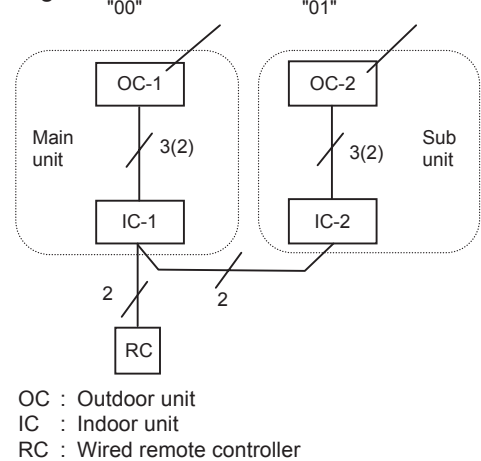 "00" "01"
OC-1 OC-2
Main
unit
3(2) 3(2)
Sub
unit
IC-1 IC-2
2
2
RC
OC : Outdoor unit
IC : Indoor unit
RC : Wired remote controller